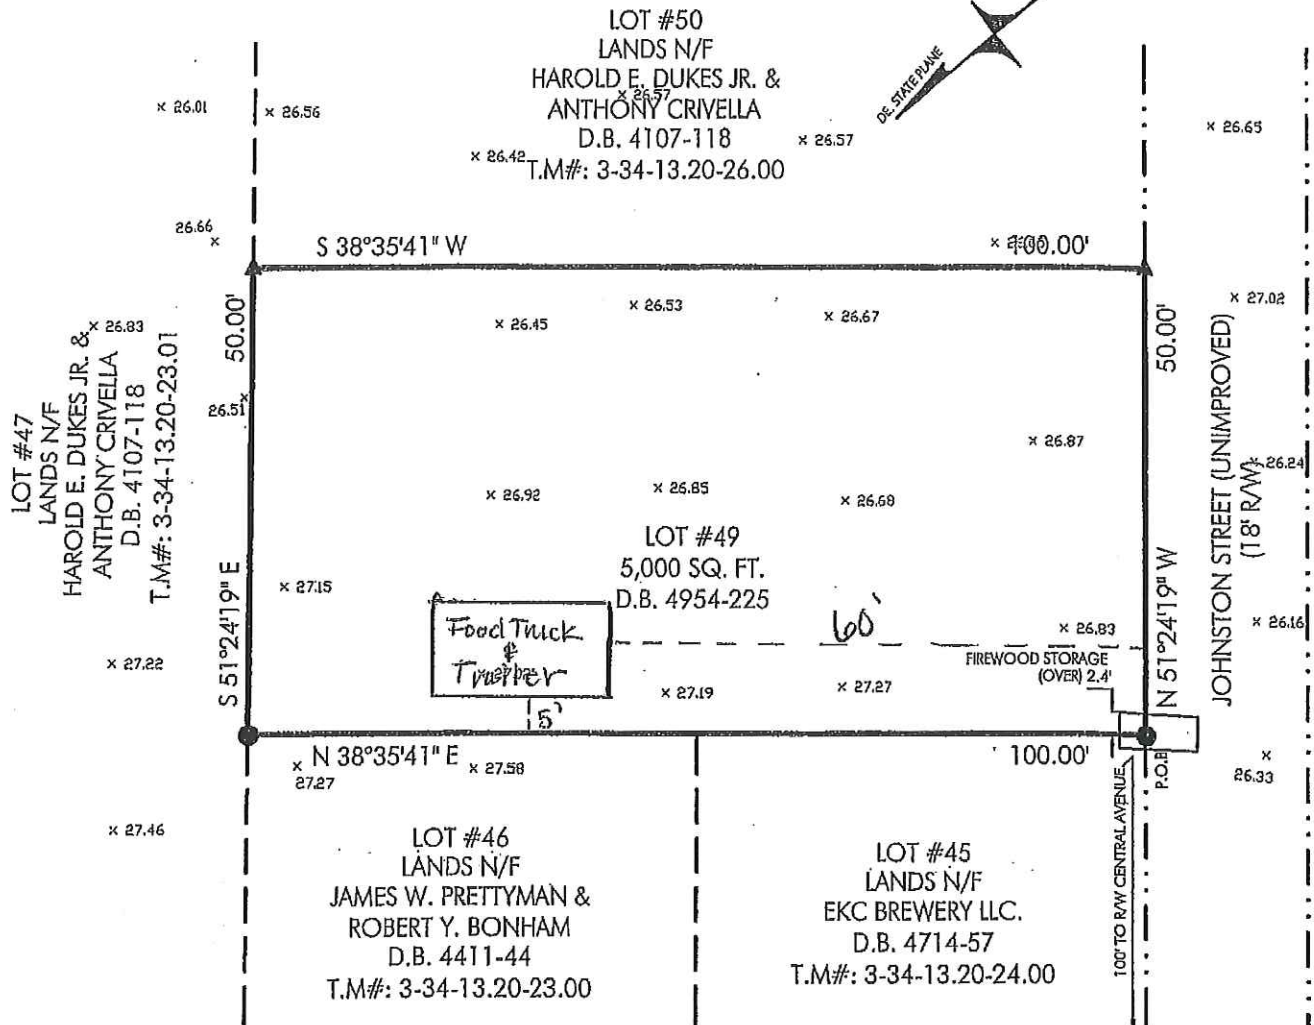 LOT #50
LANDS N/F
HAROLD E. DUKES JR. &
ANTHONY CRIVELLA
D.B. 4107-118
T.M#: 3-34-13.20-26.00
DE. STATE PLANE
x 26.01
x 26.56
x 26.57
x 26.42
x 26.57
x 26.65
26.66
x
S 38°35'41" W
x
100.00'
50.00'
50.00'
x 27.02
x 26.53
x 26.45
x 26.67
x 26.83
26.51
x
LOT #47
LANDS N/F
HAROLD E. DUKES JR. &
ANTHONY CRIVELLA
D.B. 4107-118
T.M#: 3-34-13.20-23.01
S 51°24'19" E
x 26.87
x 26.24
x 26.92
x 26.85
x 26.68
LOT #49
5,000 SQ. FT.
D.B. 4954-225
x 27.15
Food Truck
&
60'
x 26.83
x 26.16
FIREWOOD STORAGE
(OVER) 2.4'
N 51°24'19" W
JOHNSTON STREET (UNIMPROVED)
(18' R/W)
x 27.22
x 27.19
x 27.27
5'
N 38°35'41" E
100.00'
P.O.B
x
27.27
x 27.58
x
26.33
x 27.46
100' TO R/W CENTRAL AVENUE
LOT #46
LANDS N/F
JAMES W. PRETTYMAN &
ROBERT Y. BONHAM
D.B. 4411-44
T.M#: 3-34-13.20-23.00
LOT #45
LANDS N/F
EKC BREWERY LLC.
D.B. 4714-57
T.M#: 3-34-13.20-24.00